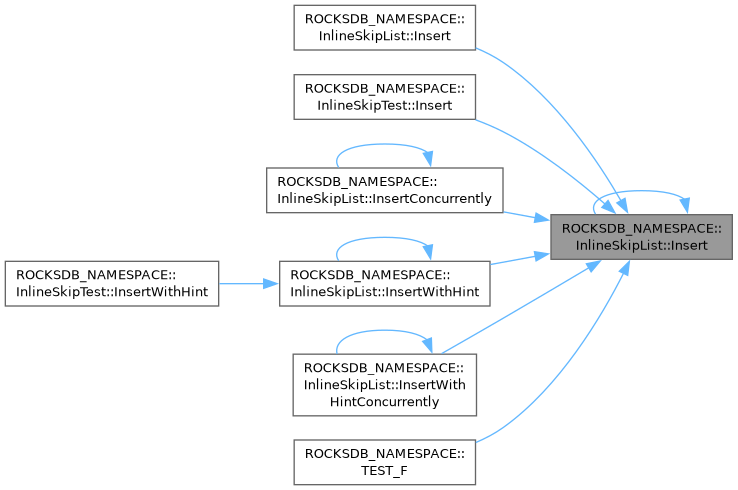 ROCKSDB_NAMESPACE::
InlineSkipList::Insert
ROCKSDB_NAMESPACE::
InlineSkipTest::Insert
ROCKSDB_NAMESPACE::
InlineSkipList::InsertConcurrently
ROCKSDB_NAMESPACE::
InlineSkipList::Insert
ROCKSDB_NAMESPACE::
InlineSkipTest::InsertWithHint
ROCKSDB_NAMESPACE::
InlineSkipList::InsertWithHint
ROCKSDB_NAMESPACE::
InlineSkipList::InsertWith
HintConcurrently
ROCKSDB_NAMESPACE::
TEST_F